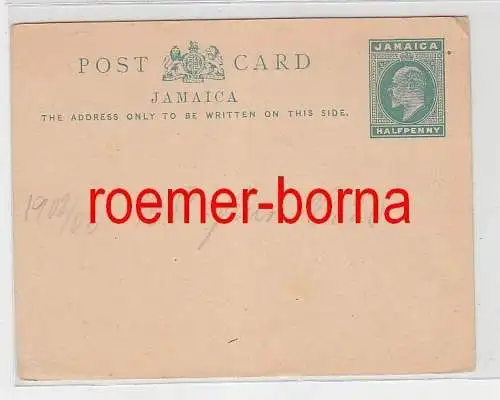 POST CARD
JAMAICA
THE ADDRESS ONLY TO BE WRITTEN ON THIS SIDE.
JAMAICA
HALFPENNY
roemer-borna